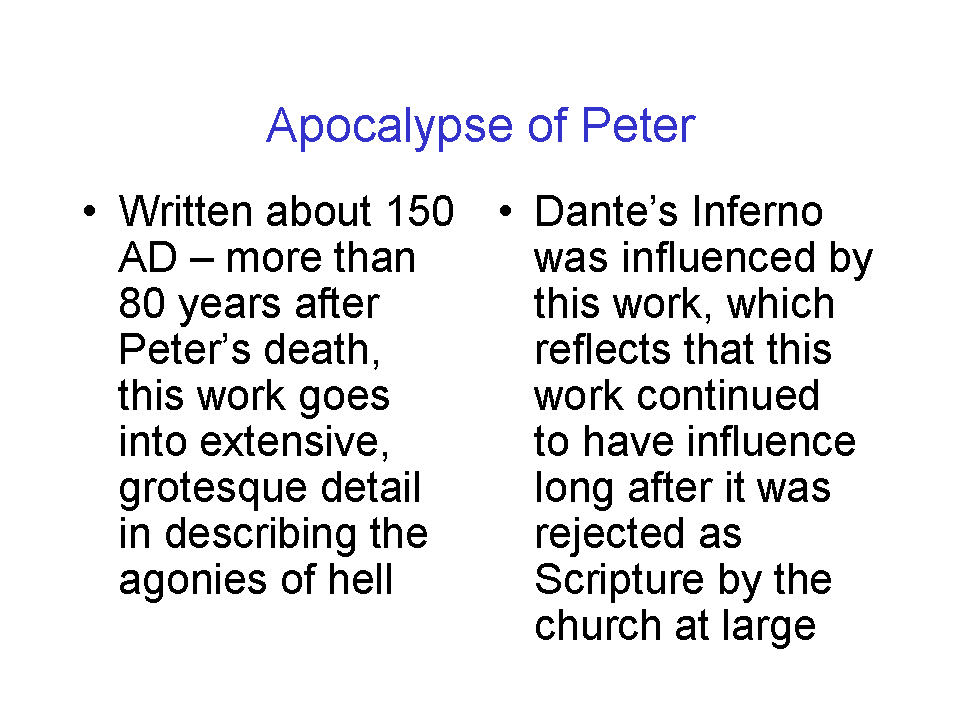 Apocalypse of Peter
• Written about 150
AD – more than
80 years after
Peter’s death,
this work goes
into extensive,
grotesque detail
in describing the
agonies of hell
• Dante’s Inferno
was influenced by
this work, which
reflects that this
work continued
to have influence
long after it was
rejected as
Scripture by the
church at large